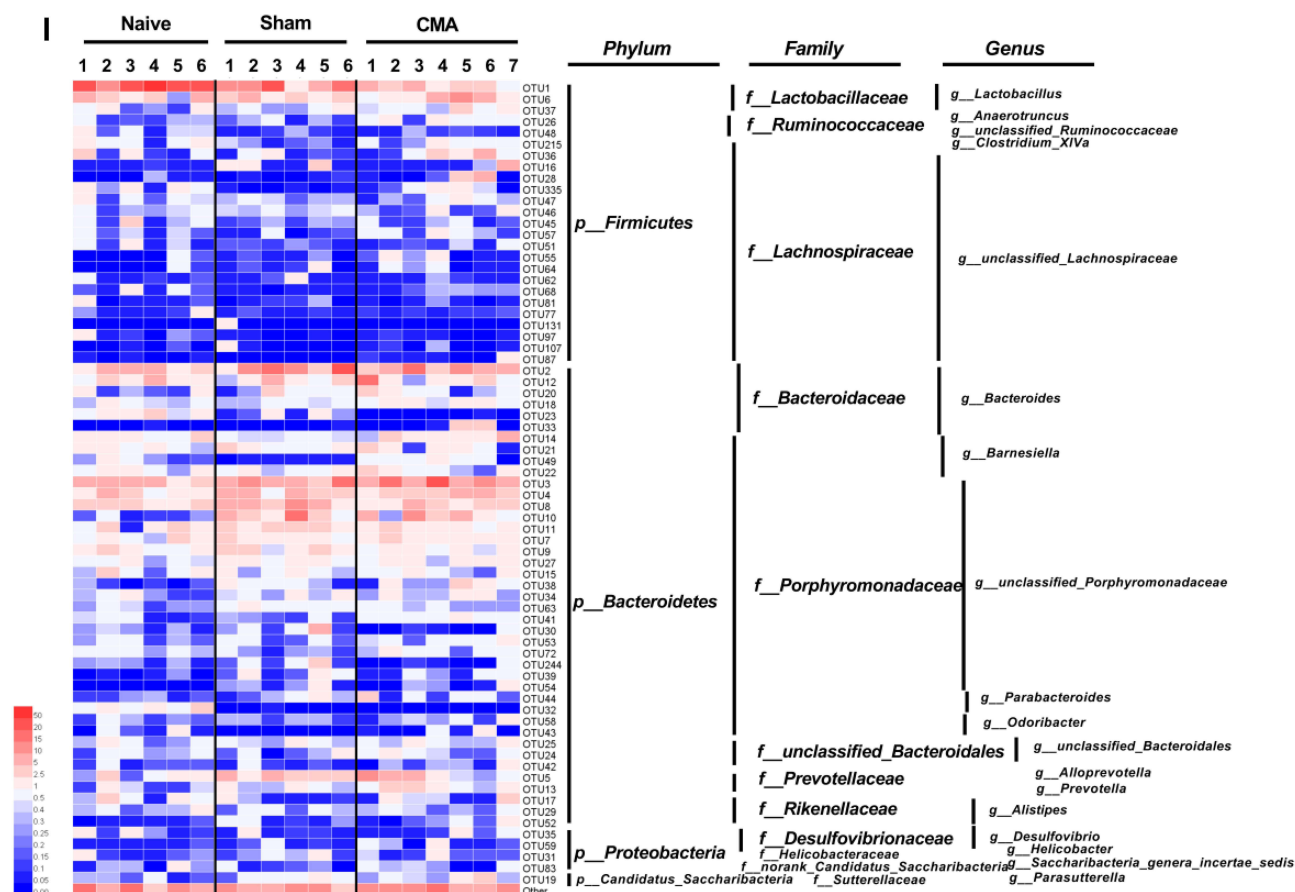 I
Naive Sham CMA
Phylum Family Genus
1 2 3 4 5 6 1 2 3 4 5 6 1 2 3 4 5 6 7
OTU1
OTU6
OTU37
OTU26
OTU48
OTU215
OTU36
OTU16
OTU28
OTU335
OTU47
OTU46
OTU45
OTU57
OTU51
OTU55
OTU64
OTU62
OTU68
OTU81
OTU77
OTU131
OTU97
OTU107
OTU87
OTU2
OTU12
OTU20
OTU18
OTU23
OTU33
OTU14
OTU21
OTU49
OTU22
OTU3
OTU4
OTU8
OTU10
OTU11
OTU7
OTU9
OTU27
OTU15
OTU38
OTU34
OTU63
OTU41
OTU30
OTU53
OTU72
OTU244
OTU39
OTU54
OTU44
OTU32
OTU58
OTU43
OTU25
OTU24
OTU42
OTU5
OTU13
OTU17
OTU29
OTU52
OTU35
OTU59
OTU31
OTU83
OTU19
Other
p__Firmicutes
p__Bacteroidetes
p__Proteobacteria
p__Candidatus_Saccharibacteria
f__Lactobacillaceae
f__Ruminococcaceae
f__Lachnospiraceae
f__Bacteroidaceae
f__Porphyromonadaceae
f__unclassified_Bacteroidales
f__Prevotellaceae
f__Rikenellaceae
f__Desulfovibrionaceae
f__Helicobacteraceae
f__norank_Candidatus_Saccharibacteria
f__Sutterellaceae
g__Lactobacillus
g__Anaerotruncus
g__unclassified_Ruminococcaceae
g__Clostridium_XIVa
g__unclassified_Lachnospiraceae
g__Bacteroides
g__Barnesiella
g__unclassified_Porphyromonadaceae
g__Parabacteroides
g__Odoribacter
g__unclassified_Bacteroidales
g__Alloprevotella
g__Prevotella
g__Alistipes
g__Desulfovibrio
g__Helicobacter
g__Saccharibacteria_genera_incertae_sedis
g__Parasutterella
50
20
15
10
5
2.5
1
0.5
0.4
0.3
0.25
0.2
0.15
0.1
0.05
0.00